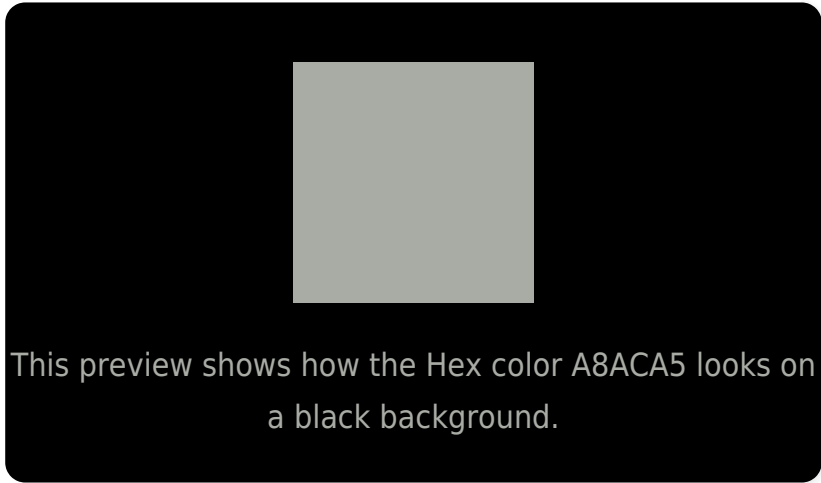 This preview shows how the Hex color A8ACA5 looks on
a black background.